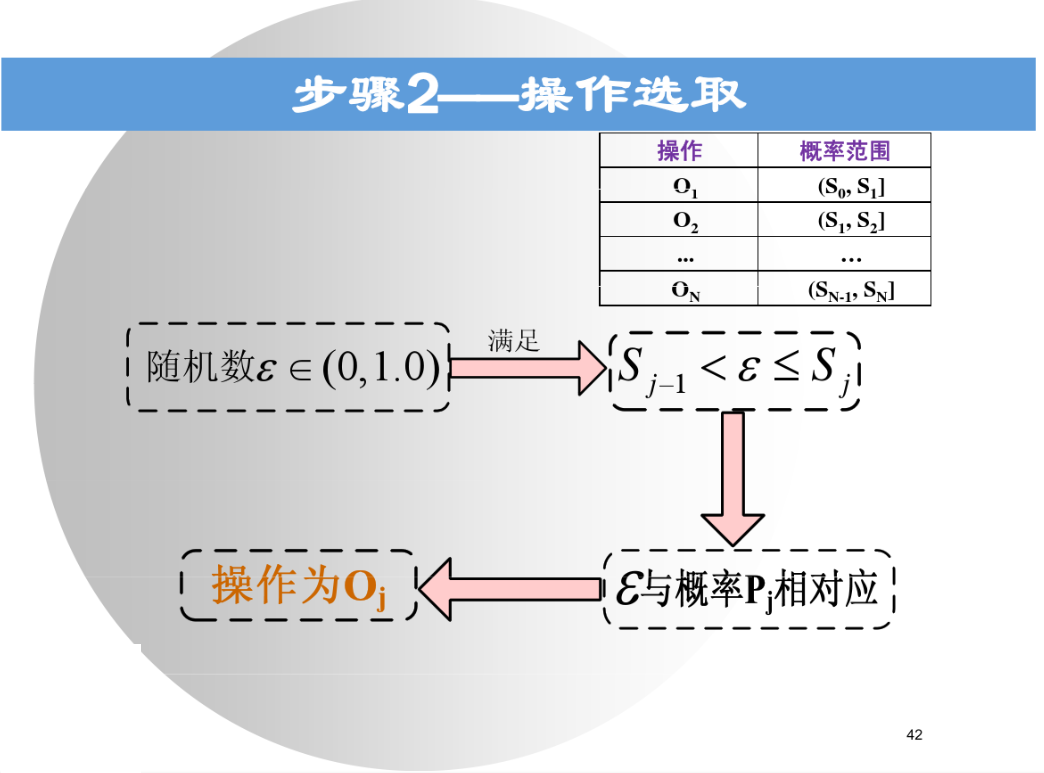 步骤2——操作选取
操作 概率范围
O1 (S0, S1]
O2 (S1, S2]
... ...
ON (SN-1, SN]
随机数ε∈(0,1.0) 满足 Sj−1 < ε ≤ Sj
操作为Oj ε与概率Pj相对应
42